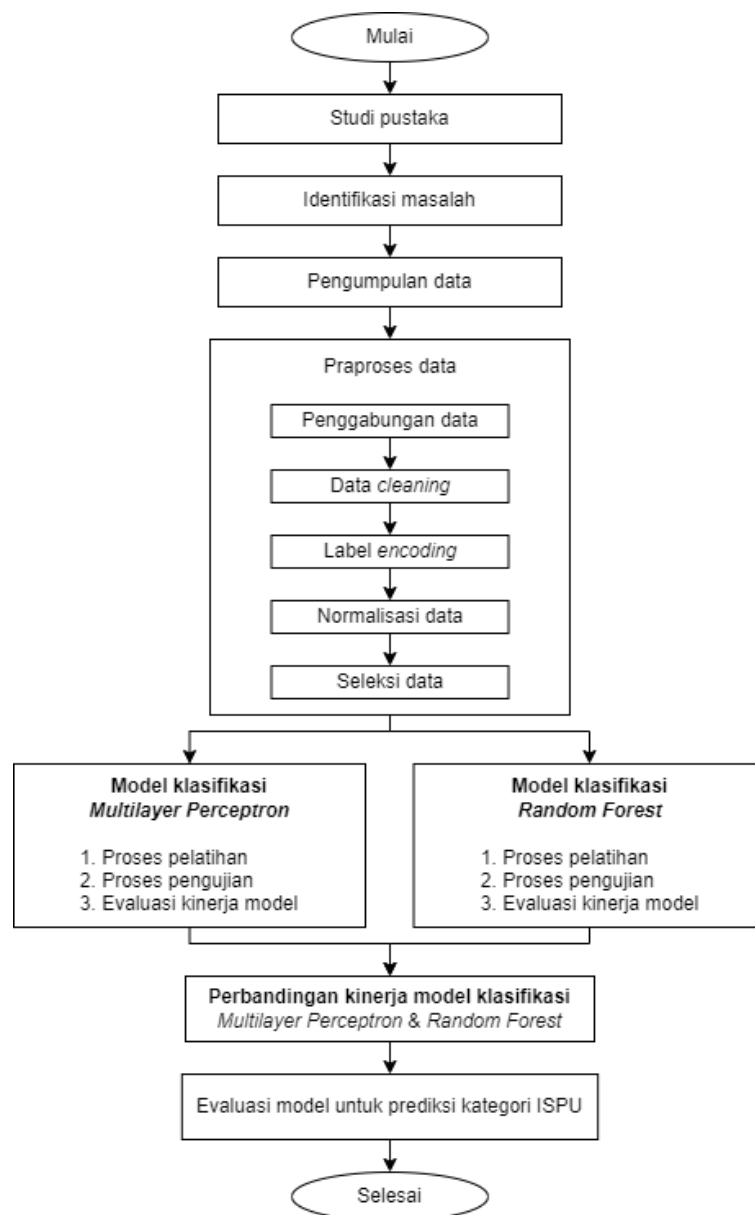 Mulai
Studi pustaka
Identifikasi masalah
Pengumpulan data
Praproses data
Penggabungan data
Data cleaning
Label encoding
Normalisasi data
Seleksi data
Model klasifikasi
Multilayer Perceptron
1. Proses pelatihan
2. Proses pengujian
3. Evaluasi kinerja model
Model klasifikasi
Random Forest
1. Proses pelatihan
2. Proses pengujian
3. Evaluasi kinerja model
Perbandingan kinerja model klasifikasi
Multilayer Perceptron & Random Forest
Evaluasi model untuk prediksi kategori ISPU
Selesai